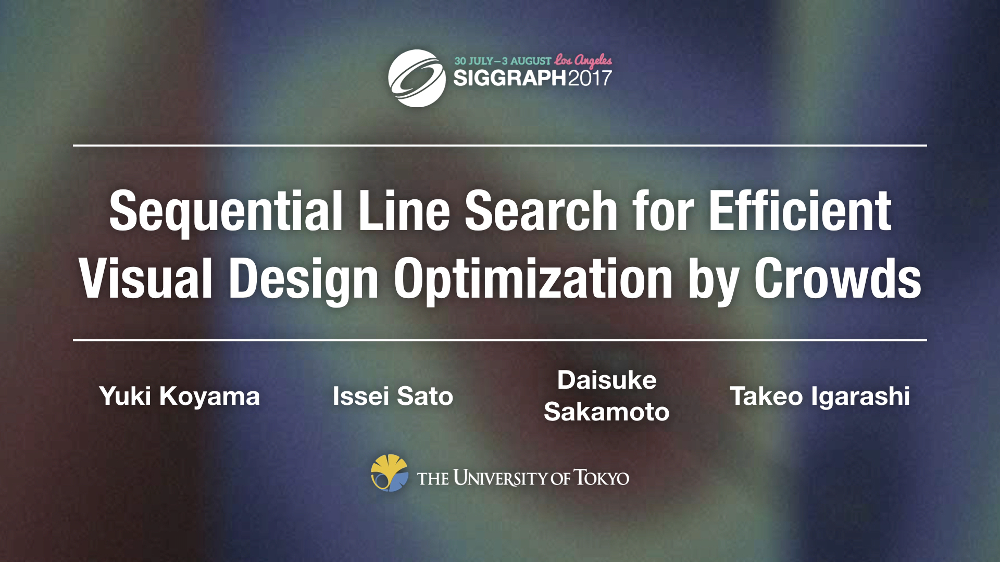 30 JULY–3 AUGUST Los Angeles
SIGGRAPH2017
Sequential Line Search for Efficient
Visual Design Optimization by Crowds
Yuki Koyama
Issei Sato
Daisuke
Sakamoto
Takeo Igarashi
THE UNIVERSITY OF TOKYO